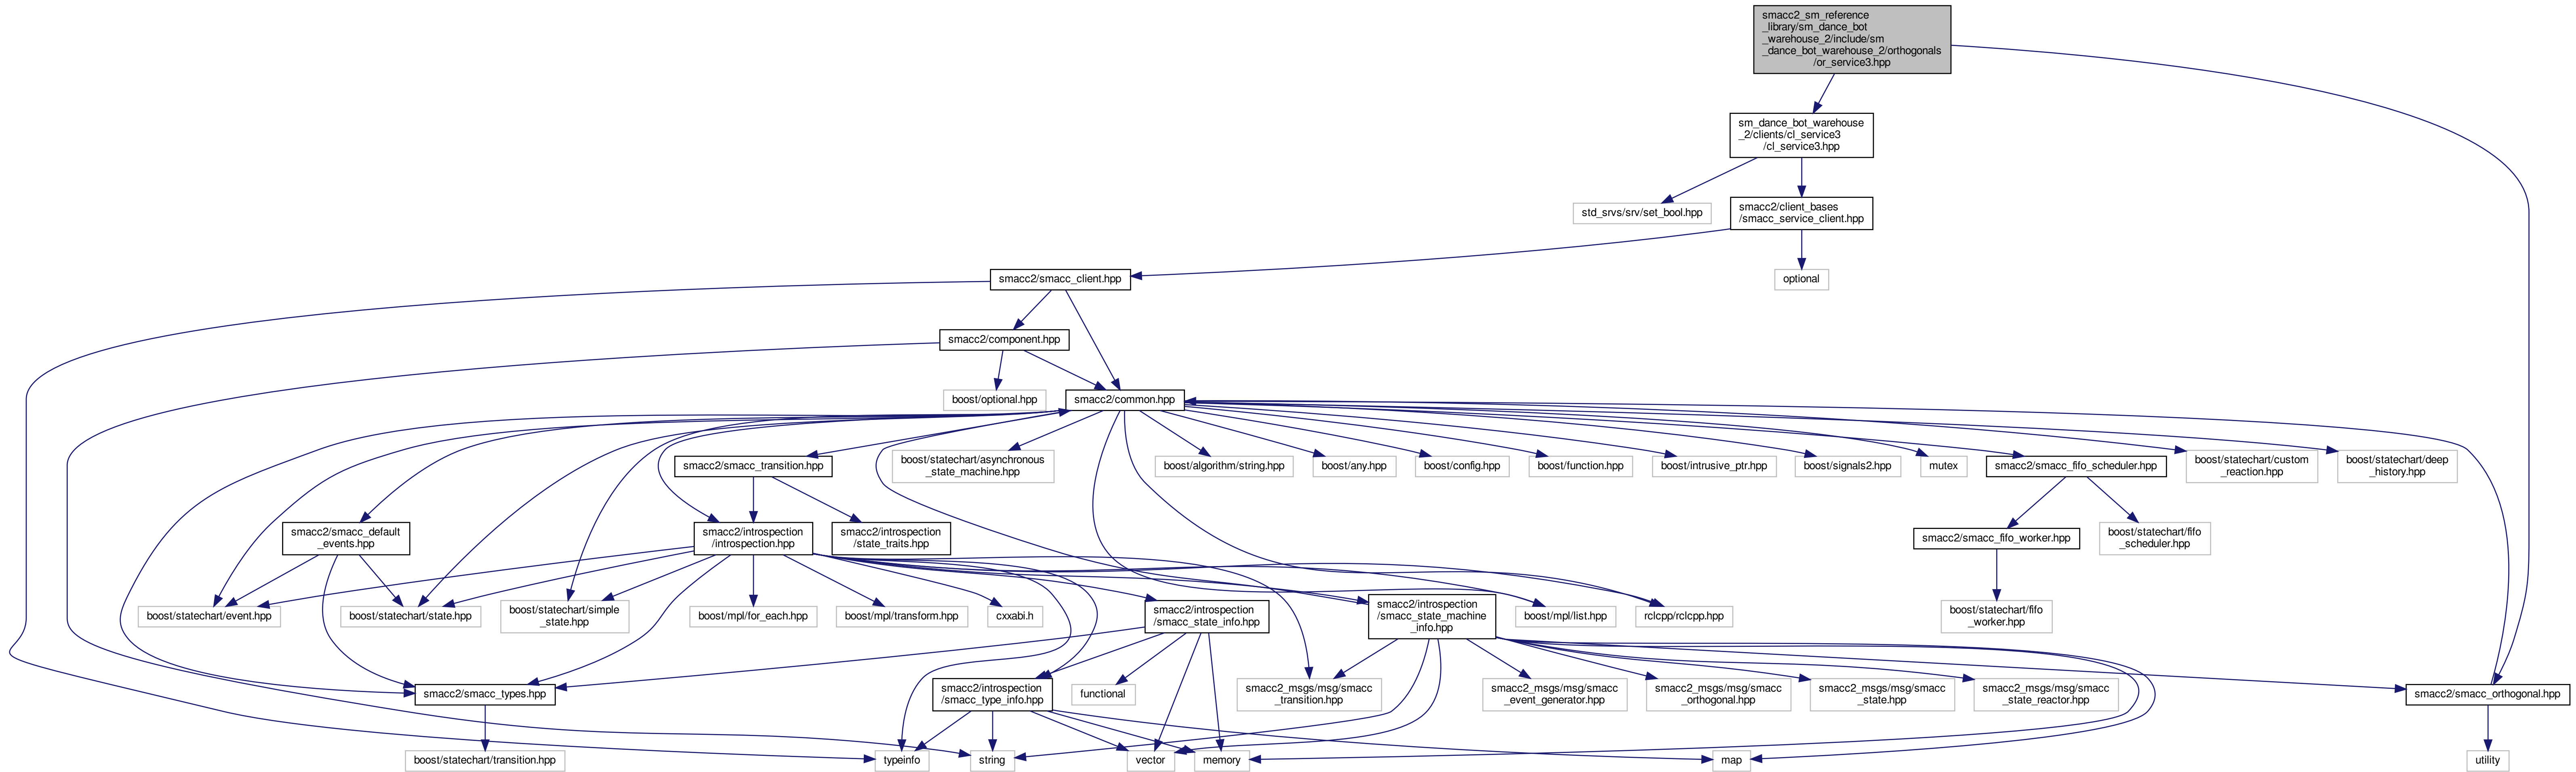 smacc2_sm_reference
_library/sm_dance_bot
_warehouse_2/include/sm
_dance_bot_warehouse_2/orthogonals
/or_service3.hpp
sm_dance_bot_warehouse
_2/clients/cl_service3
/cl_service3.hpp
std_srvs/srv/set_bool.hpp
smacc2/client_bases
/smacc_service_client.hpp
smacc2/smacc_client.hpp
optional
smacc2/component.hpp
boost/optional.hpp
smacc2/common.hpp
smacc2/smacc_transition.hpp
boost/statechart/asynchronous
_state_machine.hpp
boost/algorithm/string.hpp
boost/any.hpp
boost/config.hpp
boost/function.hpp
boost/intrusive_ptr.hpp
boost/signals2.hpp
mutex
smacc2/smacc_fifo_scheduler.hpp
boost/statechart/custom
_reaction.hpp
boost/statechart/deep
_history.hpp
smacc2/smacc_default
_events.hpp
smacc2/introspection
/introspection.hpp
smacc2/introspection
/state_traits.hpp
smacc2/smacc_fifo_worker.hpp
boost/statechart/fifo
_scheduler.hpp
boost/statechart/event.hpp
boost/statechart/state.hpp
boost/statechart/simple
_state.hpp
boost/mpl/for_each.hpp
boost/mpl/transform.hpp
cxxabi.h
smacc2/introspection
/smacc_state_info.hpp
smacc2/introspection
/smacc_state_machine
_info.hpp
boost/mpl/list.hpp
rclcpp/rclcpp.hpp
boost/statechart/fifo
_worker.hpp
smacc2/smacc_types.hpp
smacc2/introspection
/smacc_type_info.hpp
functional
smacc2_msgs/msg/smacc
_transition.hpp
smacc2_msgs/msg/smacc
_event_generator.hpp
smacc2_msgs/msg/smacc
_orthogonal.hpp
smacc2_msgs/msg/smacc
_state.hpp
smacc2_msgs/msg/smacc
_state_reactor.hpp
smacc2/smacc_orthogonal.hpp
boost/statechart/transition.hpp
typeinfo
string
vector
memory
map
utility